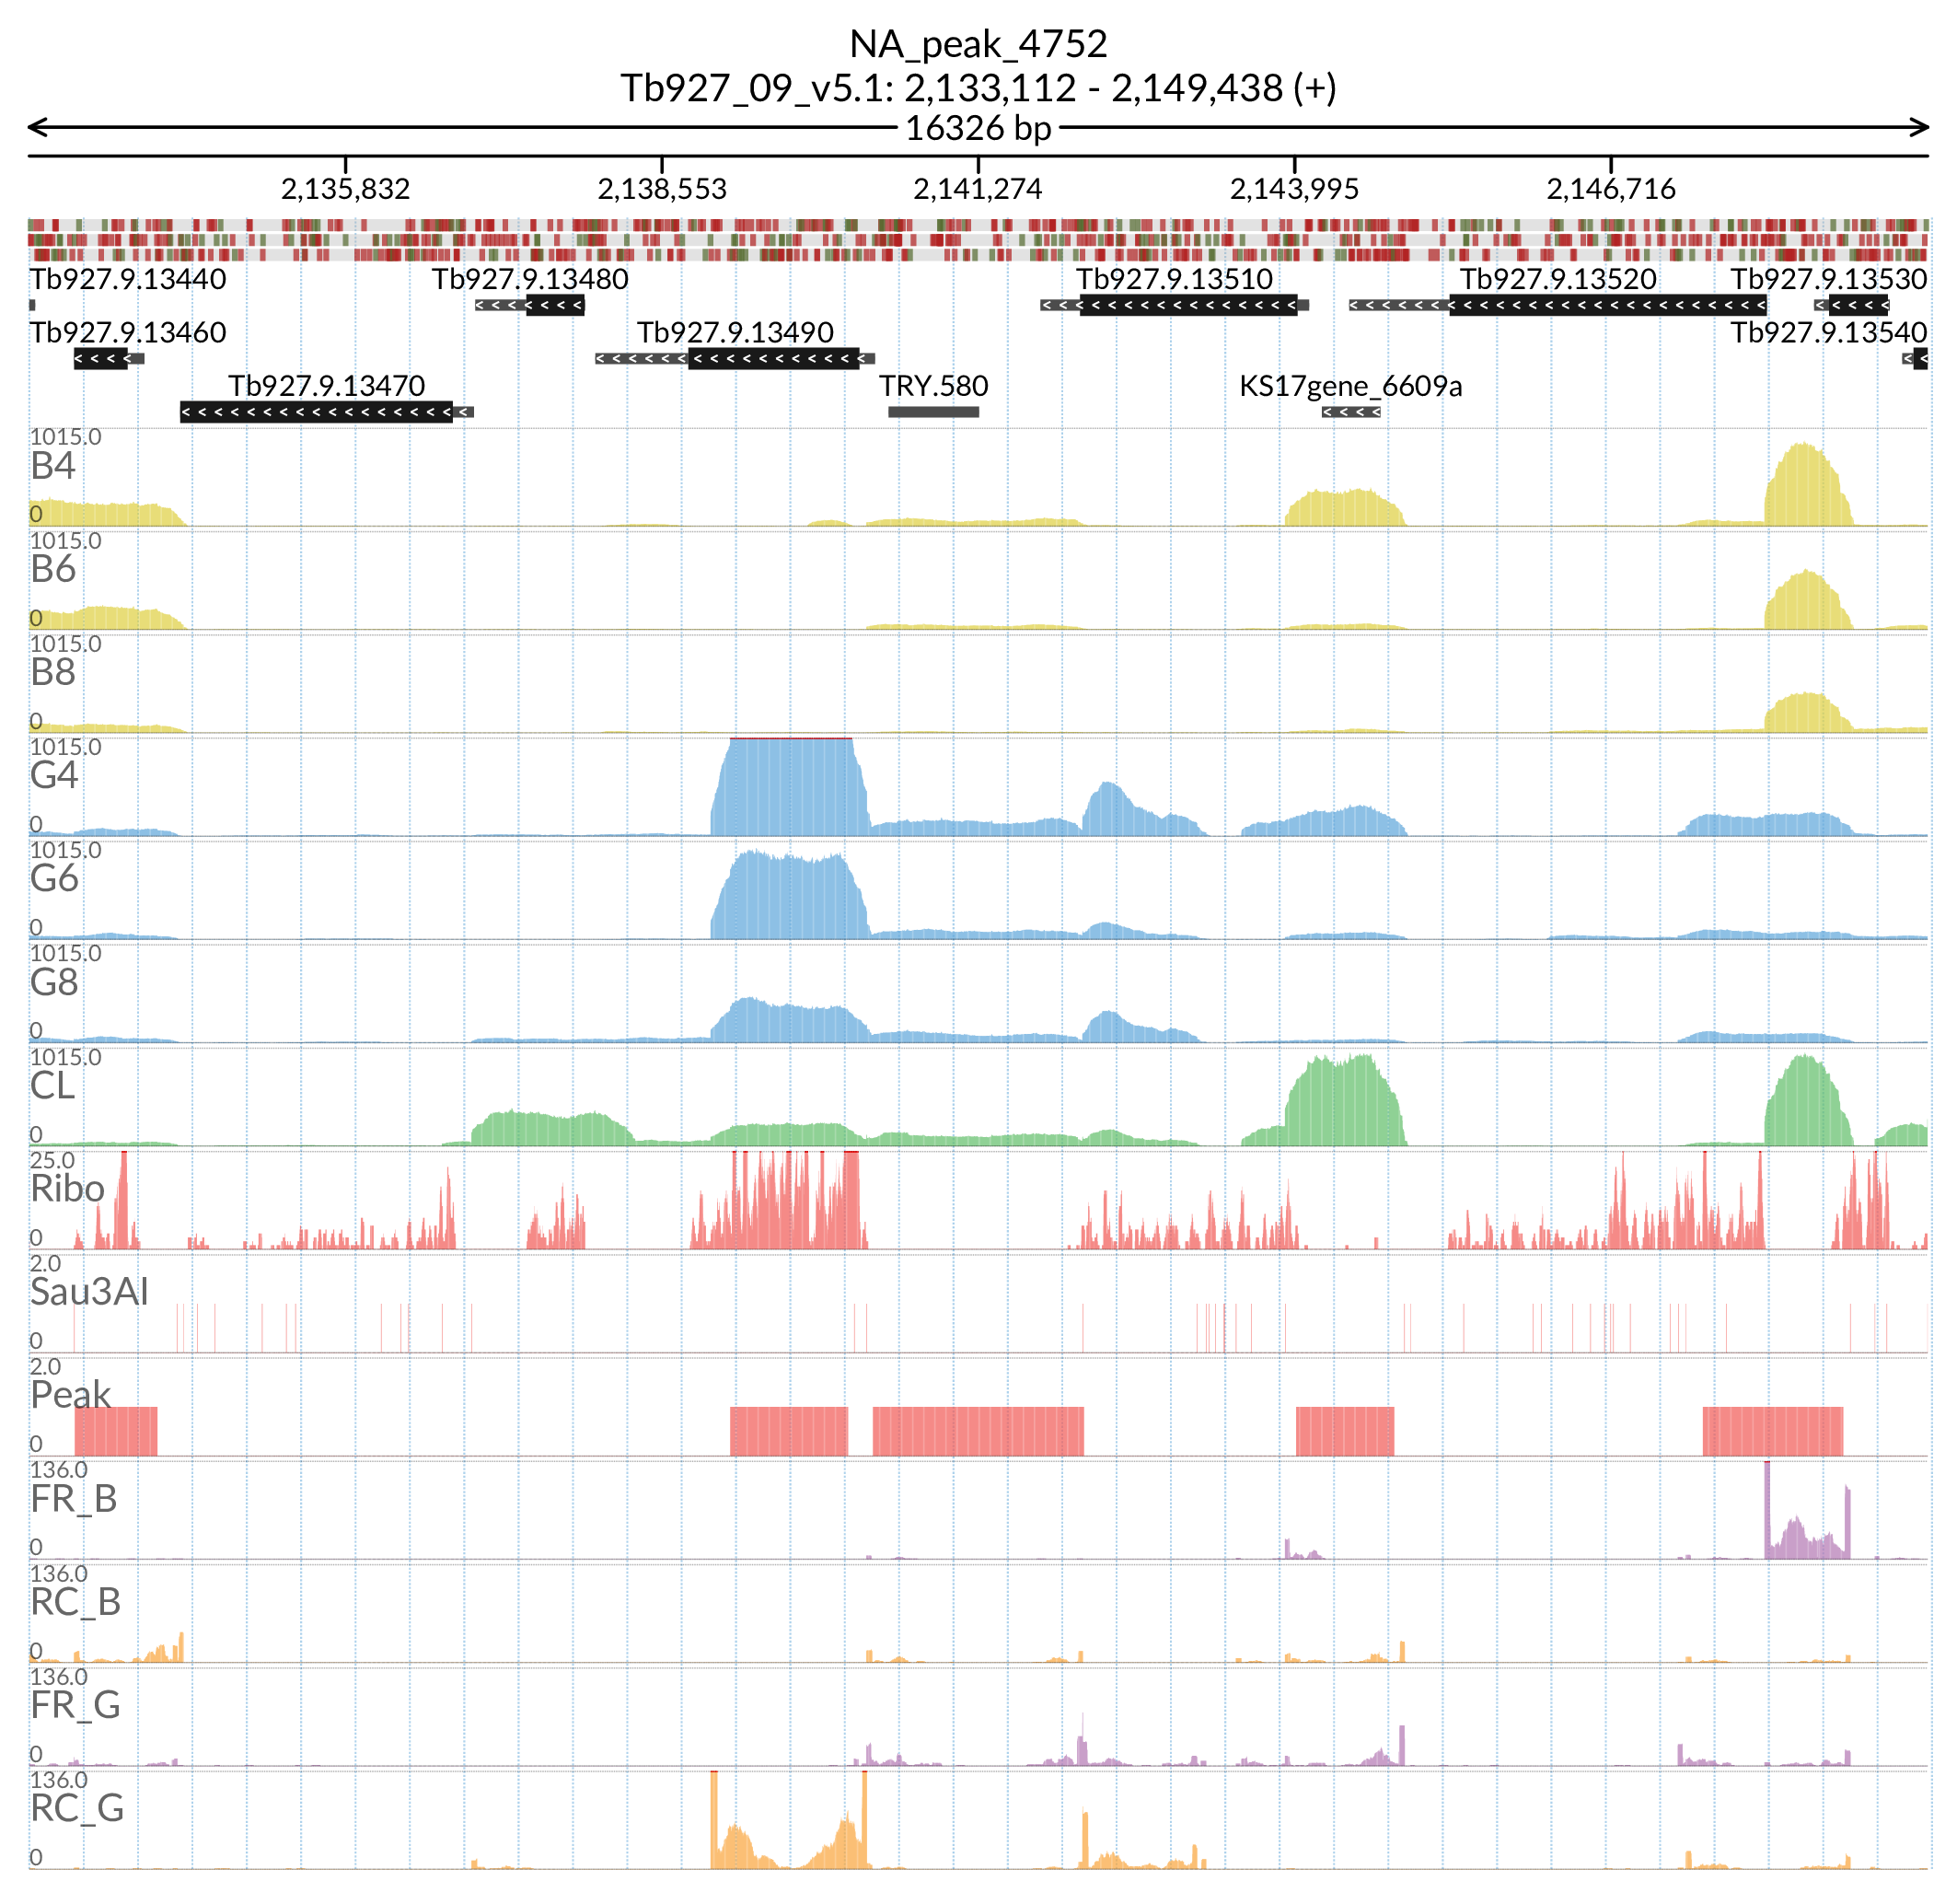 NA_peak_4752
Tb927_09_v5.1: 2,133,112 - 2,149,438 (+)
16326 bp
2,135,832 2,138,553 2,141,274 2,143,995 2,146,716
Tb927.9.13440 Tb927.9.13480 Tb927.9.13510 Tb927.9.13520 Tb927.9.13530
Tb927.9.13460 Tb927.9.13490 Tb927.9.13540
Tb927.9.13470 TRY.580 KS17gene_6609a
1015.0
B4
0
1015.0
B6
0
1015.0
B8
0
1015.0
G4
0
1015.0
G6
0
1015.0
G8
0
1015.0
CL
0
25.0
Ribo
0
2.0
Sau3AI
0
2.0
Peak
0
136.0
FR_B
0
136.0
RC_B
0
136.0
FR_G
0
136.0
RC_G
0